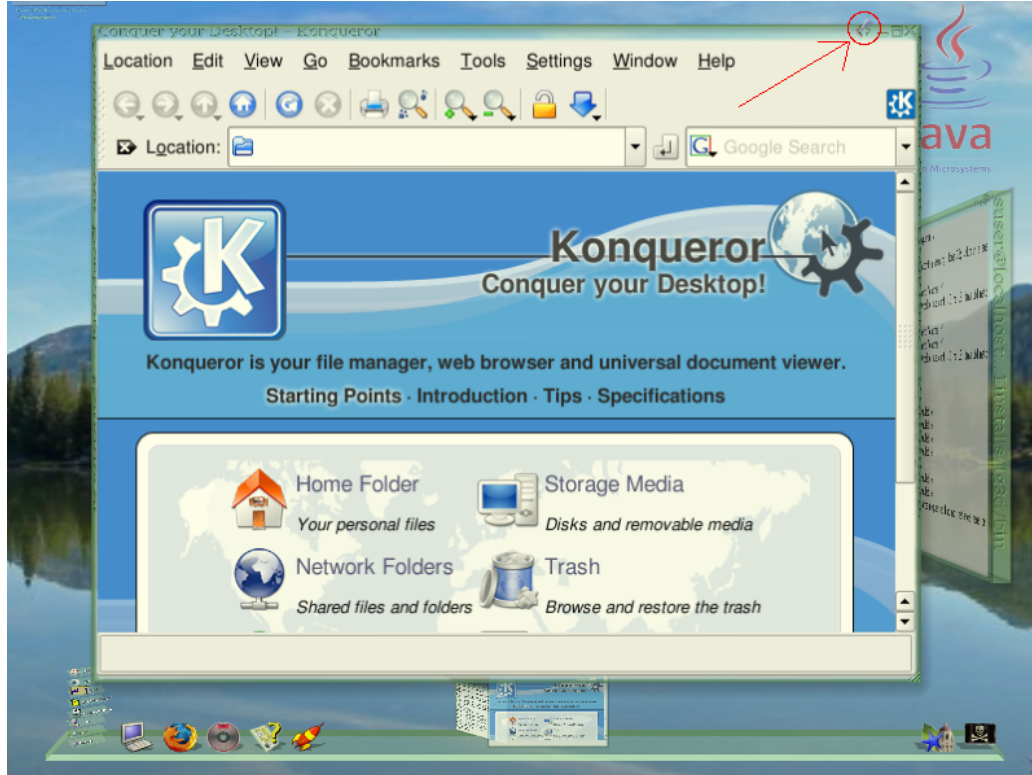 Conquer your Desktop! - Konqueror
Location Edit View Go Bookmarks Tools Settings Window Help
Location:
Google Search
ava
n Microsystems
Konqueror
Conquer your Desktop!
Konqueror is your file manager, web browser and universal document viewer.
Starting Points · Introduction · Tips · Specifications
Home Folder
Your personal files
Storage Media
Disks and removable media
Network Folders
Shared files and folders
Trash
Browse and restore the trash